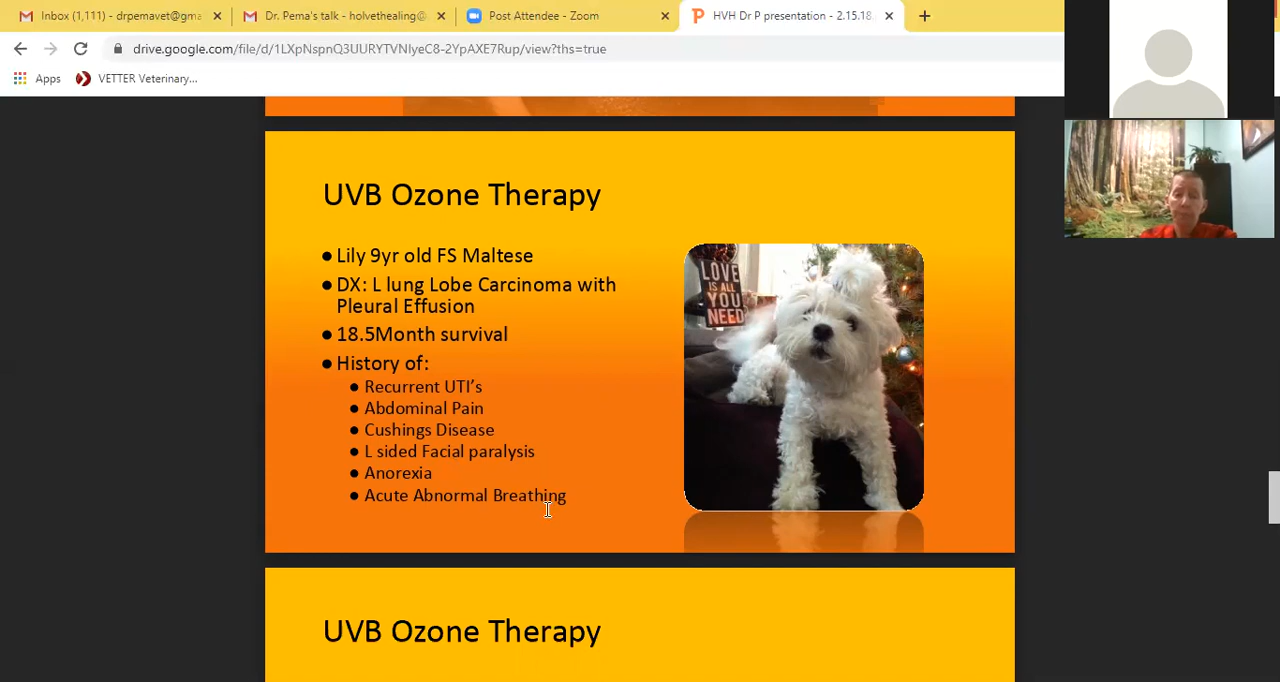 Inbox (1,111) - drpemavet@gma
Dr. Pema's talk - holvethealing@
Post Attendee - Zoom
HVH Dr P presentation - 2.15.18.
drive.google.com/file/d/1LXpNspnQ3UURYTVNIyeC8-2YpAXE7Rup/view?ths=true
Apps
VETTER Veterinary...
UVB Ozone Therapy
● Lily 9yr old FS Maltese
● DX: L lung Lobe Carcinoma with
Pleural Effusion
● 18.5Month survival
● History of:
● Recurrent UTI's
● Abdominal Pain
● Cushings Disease
● L sided Facial paralysis
● Anorexia
● Acute Abnormal Breathing
LOVE
IS ALL
YOU
NEED
UVB Ozone Therapy